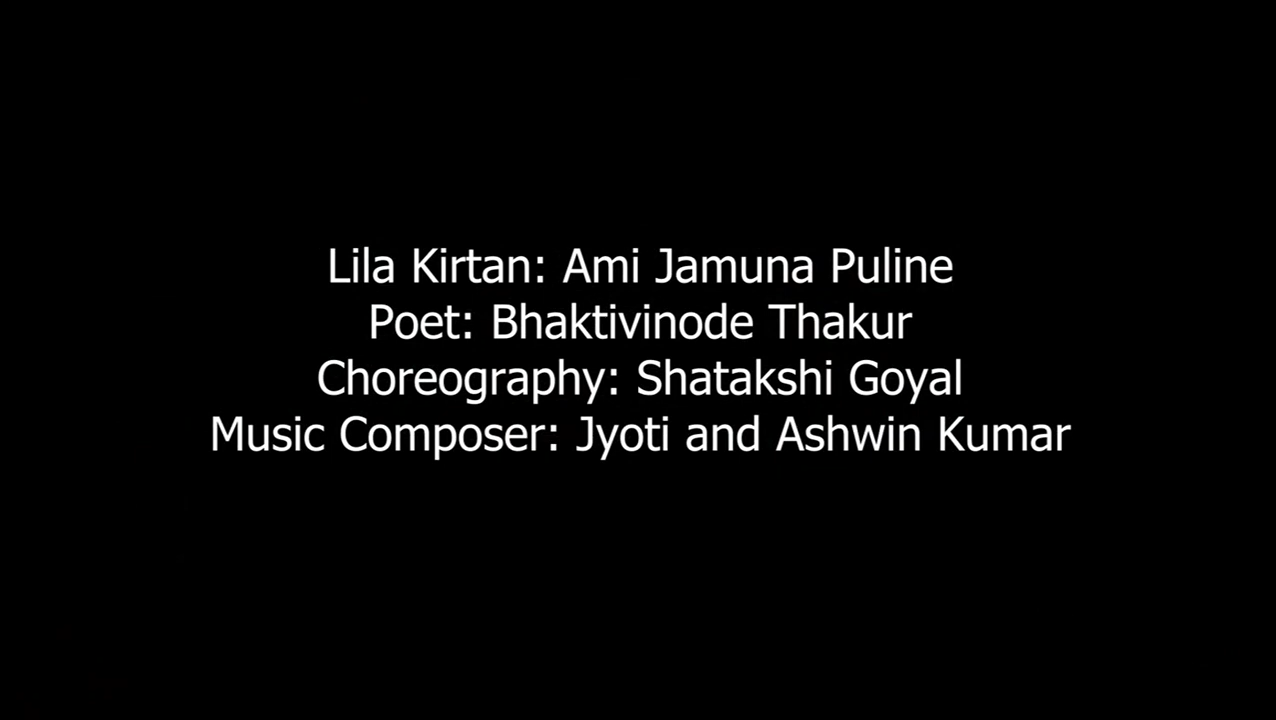 Lila Kirtan: Ami Jamuna Puline
Poet: Bhaktivinode Thakur
Choreography: Shatakshi Goyal
Music Composer: Jyoti and Ashwin Kumar